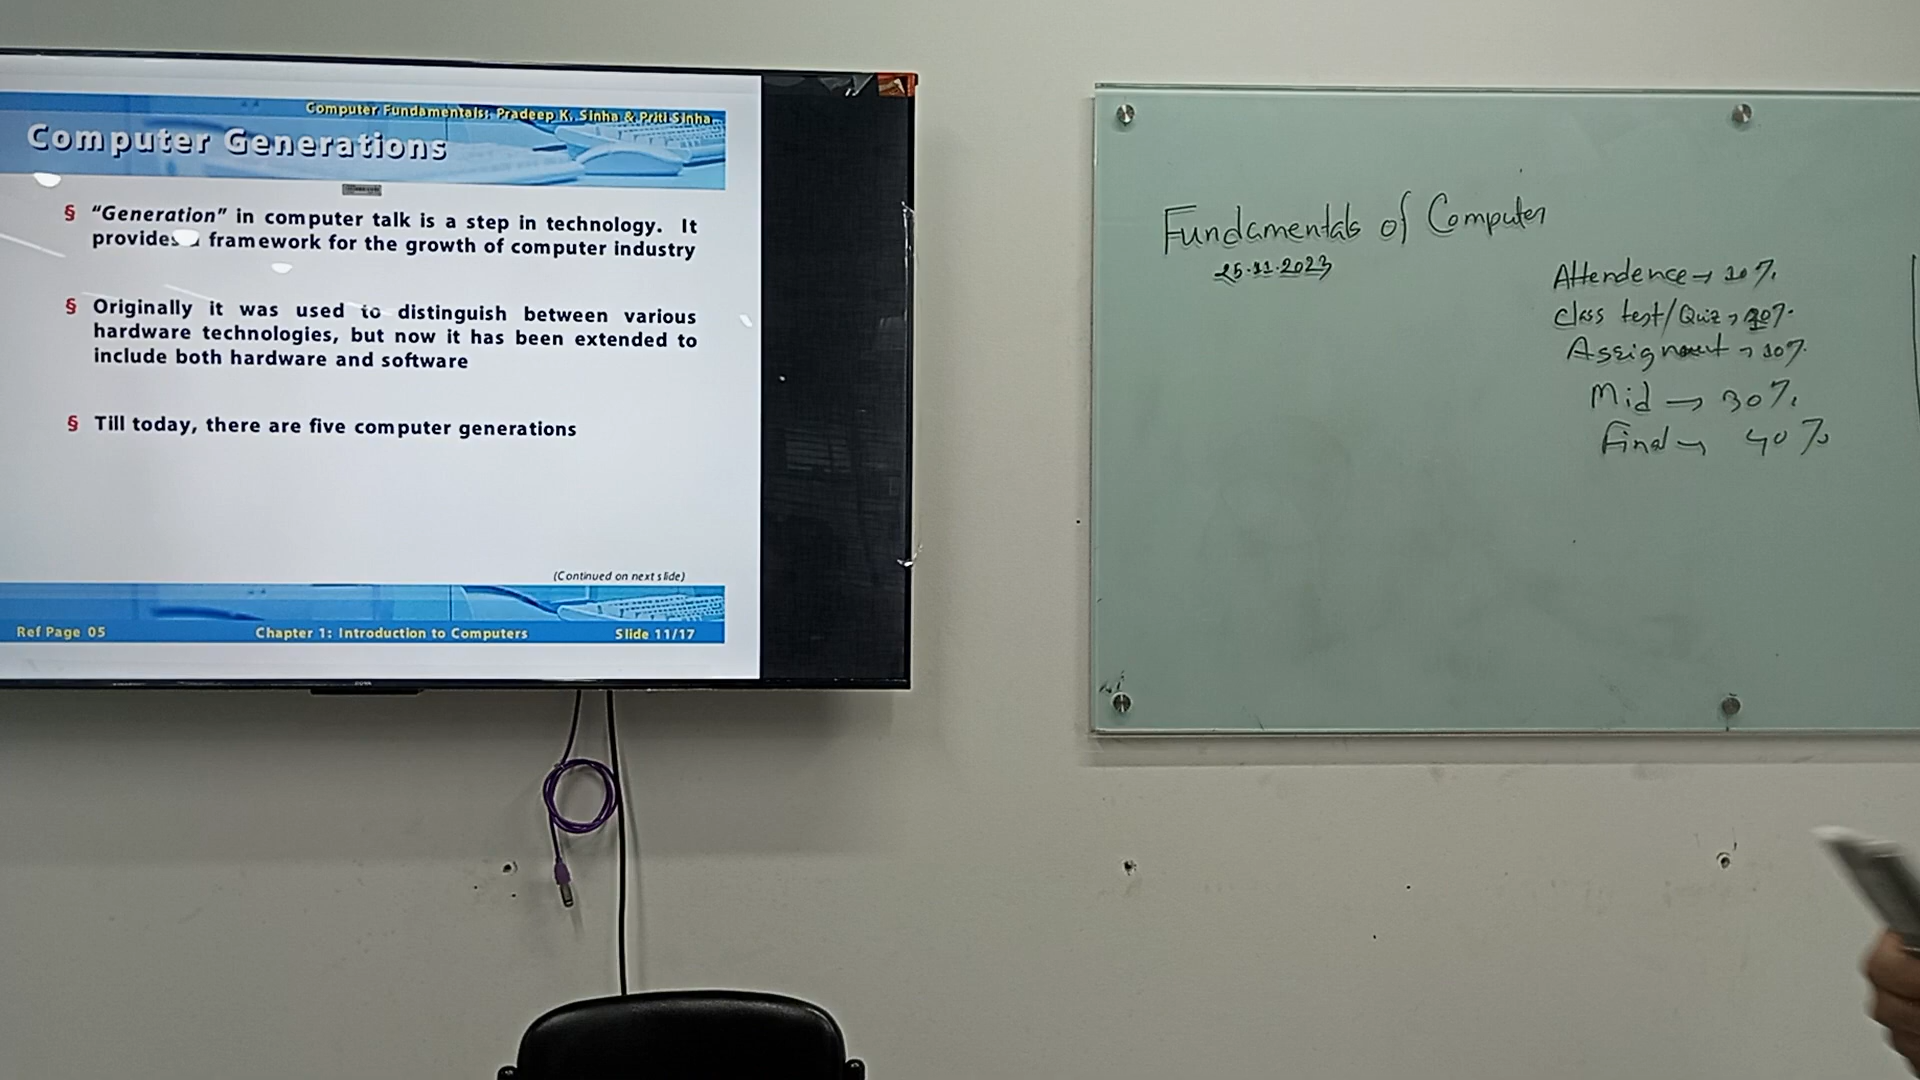 Computer Fundamentals: Pradeep K. Sinha & Priti Sinha
Computer Generations
§ “Generation” in computer talk is a step in technology. It
provides framework for the growth of computer industry
§ Originally it was used to distinguish between various
hardware technologies, but now it has been extended to
include both hardware and software
§ Till today, there are five computer generations
(Continued on next slide)
Ref Page 05
Chapter 1: Introduction to Computers
Slide 11/17
Fundamentals of Computer
25.11.2023
Attendence → 10%
Class test/Quiz → 10%
Assignment → 10%
Mid → 30%
Final → 40%